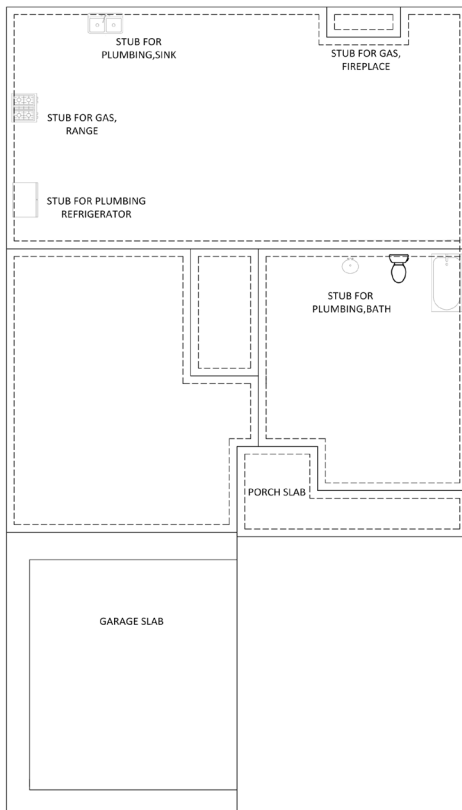 STUB FOR
PLUMBING,SINK
STUB FOR GAS,
FIREPLACE
STUB FOR GAS,
RANGE
STUB FOR PLUMBING
REFRIGERATOR
STUB FOR
PLUMBING,BATH
PORCH SLAB
GARAGE SLAB